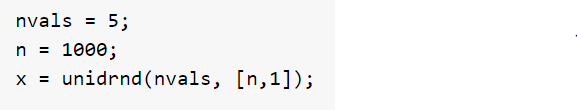 nvals = 5;
n = 1000;
x = unidrnd(nvals, [n,1]);